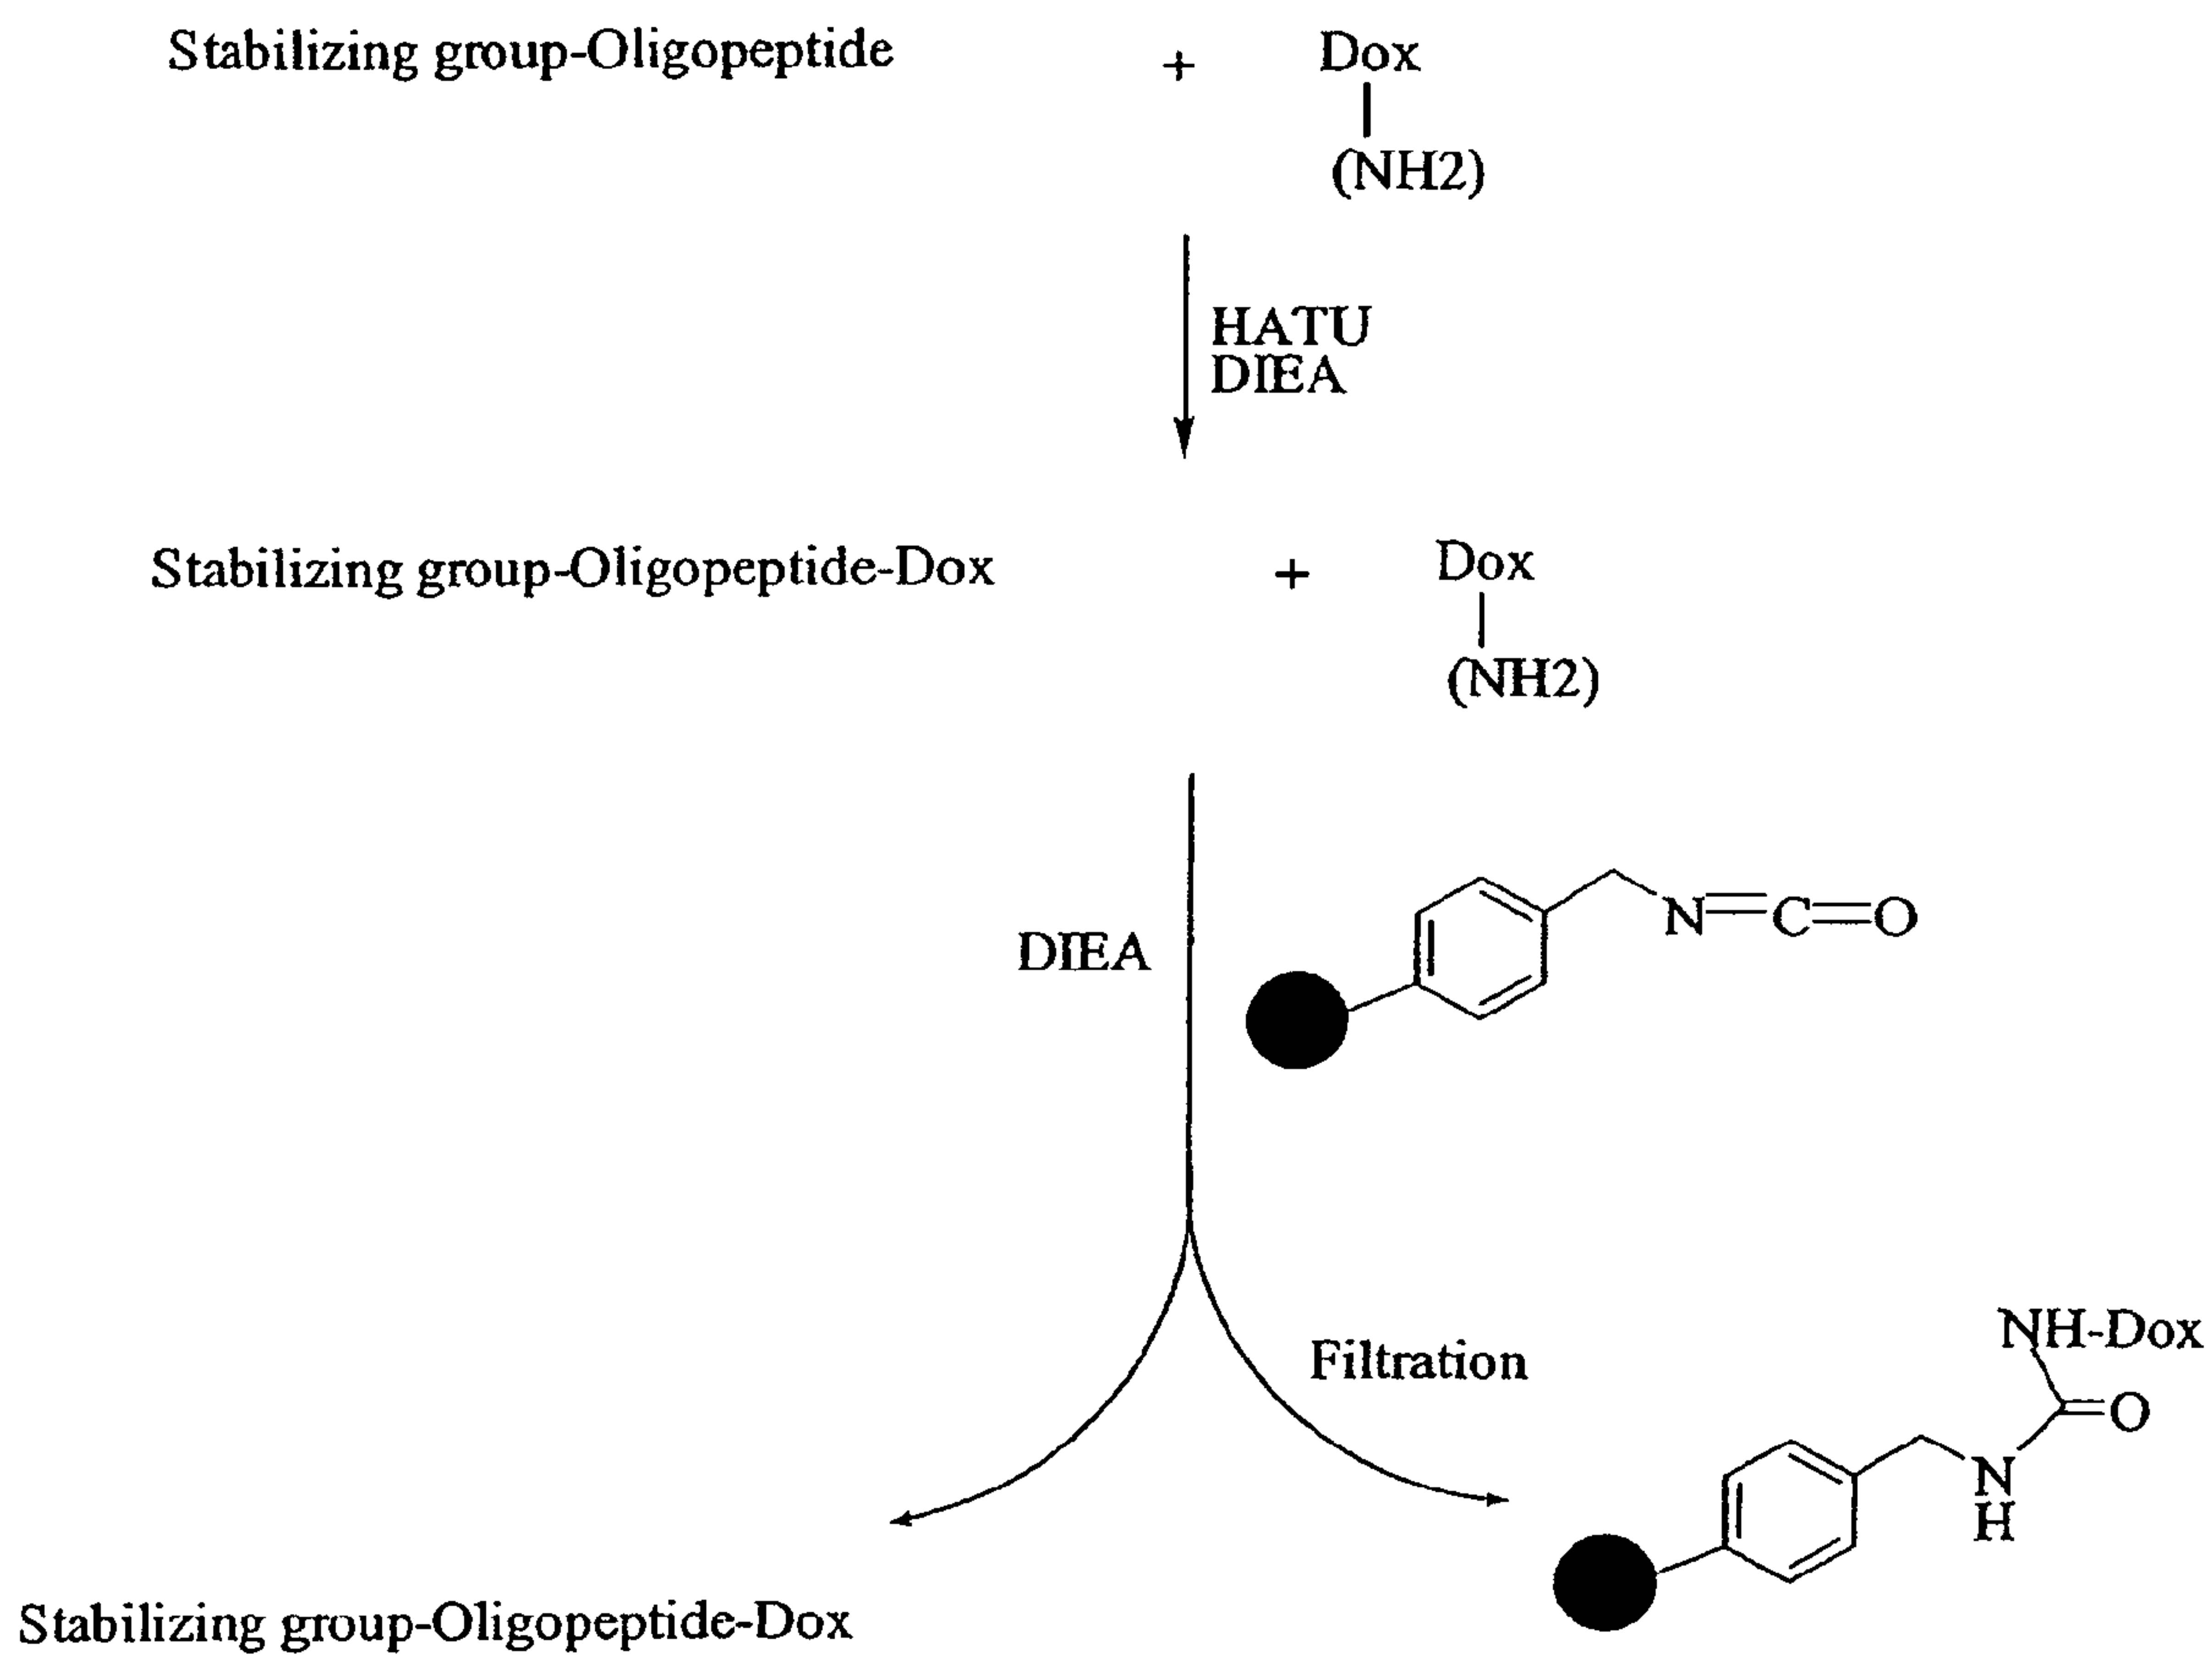 Stabilizing group-Oligopeptide + Dox
(NH2)
HATU
DIEA
Stabilizing group-Oligopeptide-Dox + Dox
(NH2)
N=C=O
DIEA
Filtration
NH-Dox
=O
N
H
Stabilizing group-Oligopeptide-Dox